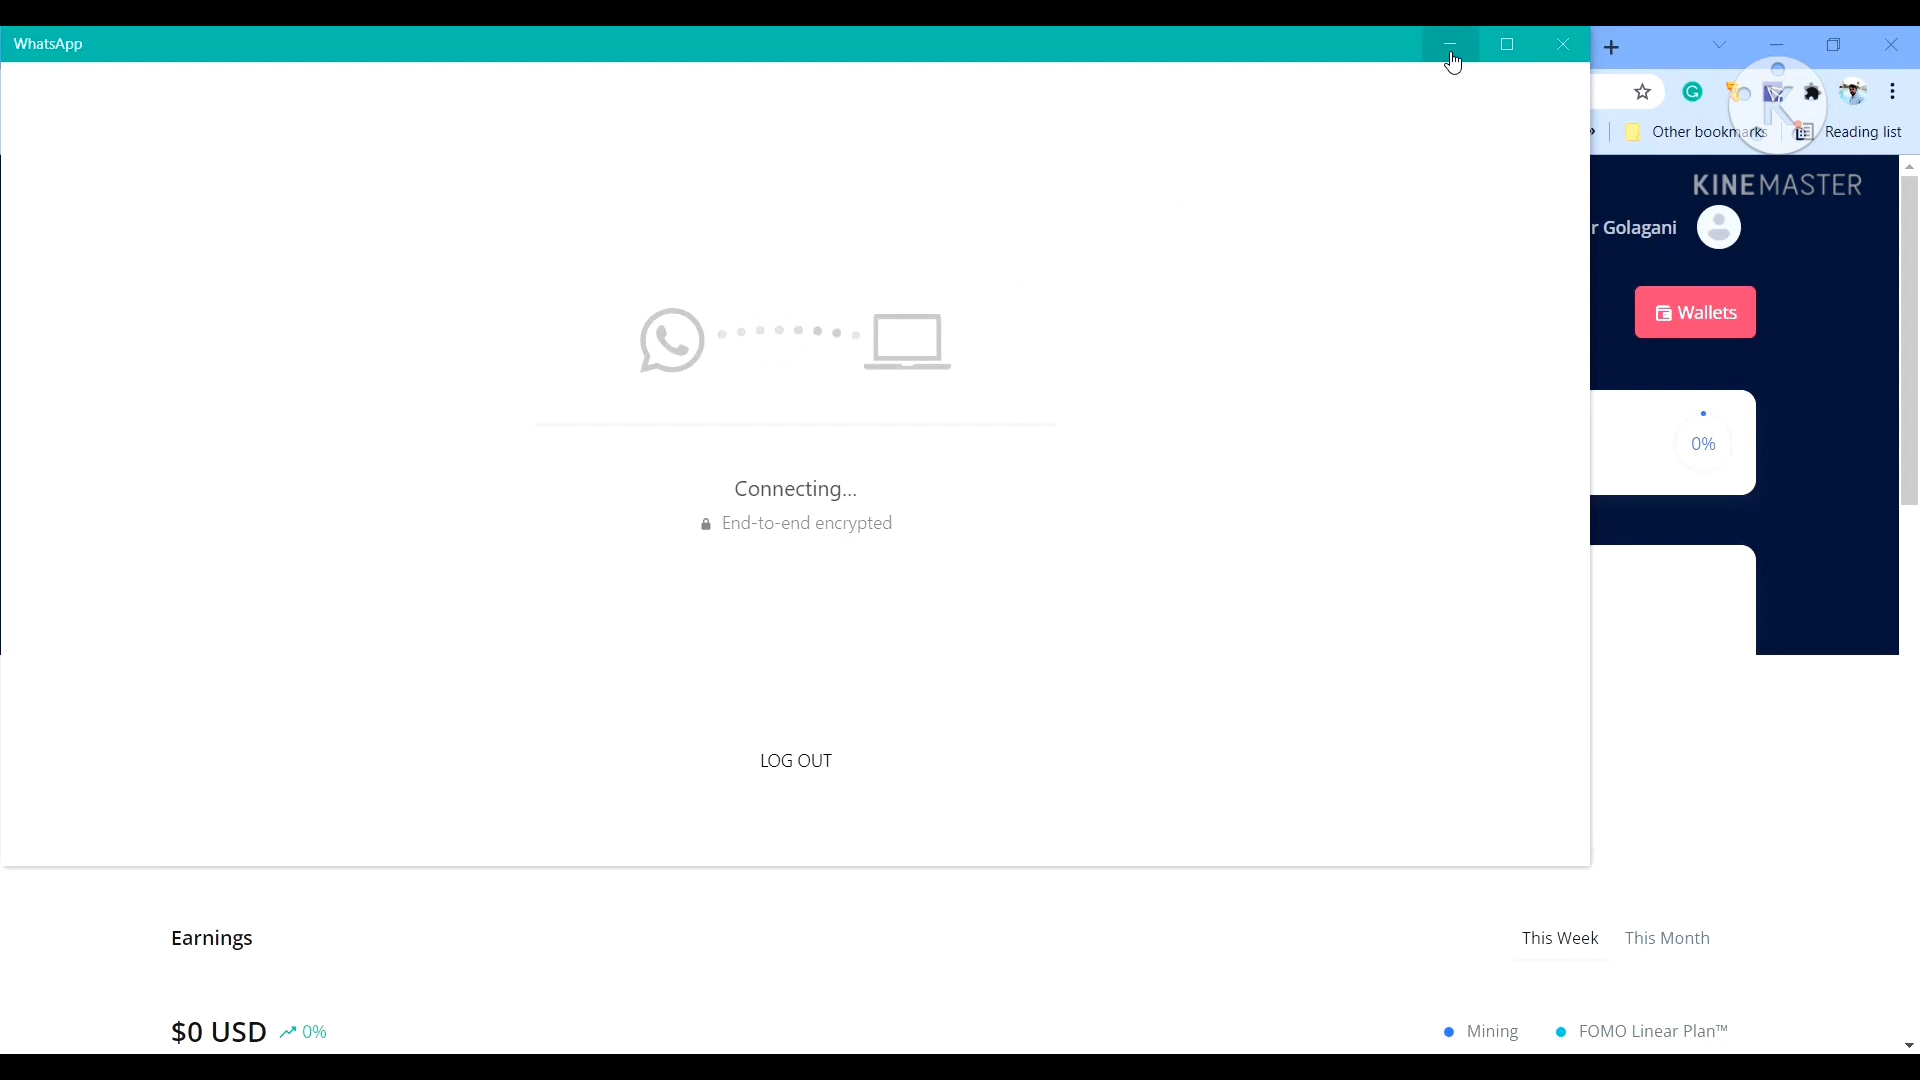 WhatsApp
Other bookmarks
Reading list
KINEMASTER
r Golagani
Wallets
0%
Connecting...
End-to-end encrypted
LOG OUT
Earnings
This Week
This Month
$0 USD
0%
Mining
FOMO Linear Plan™